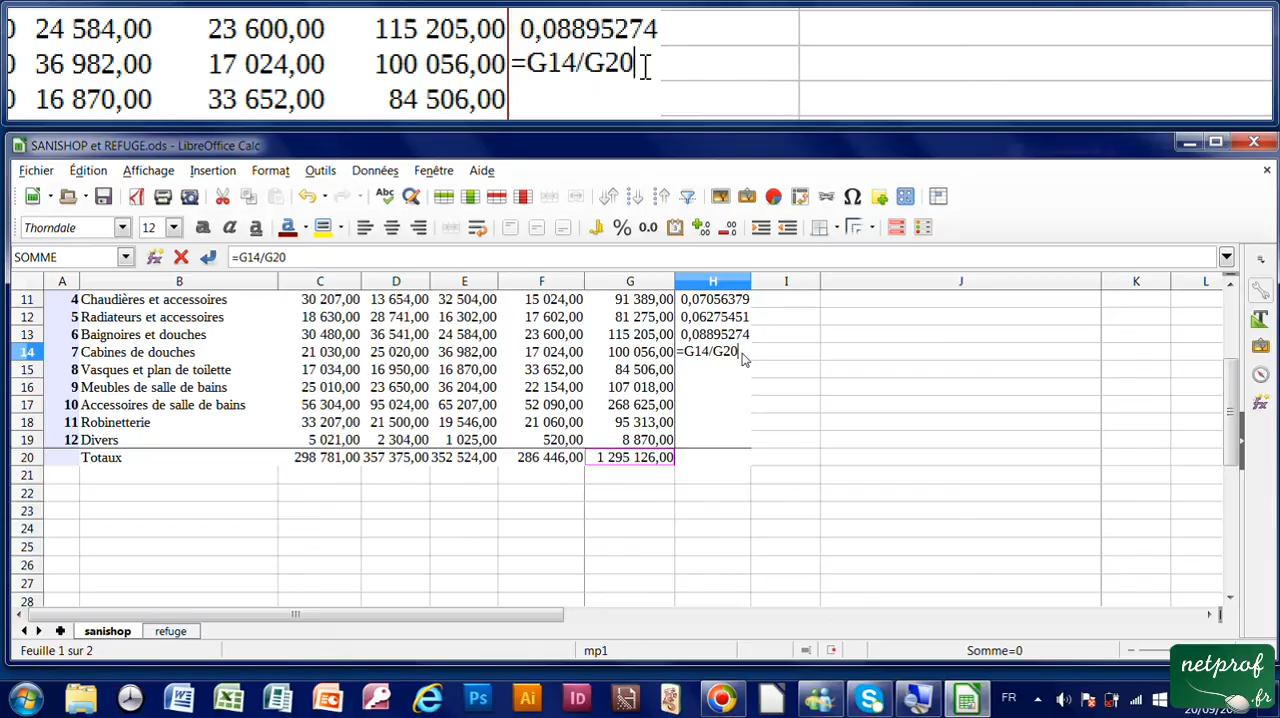 0 24 584,00 23 600,00 115 205,00 0,08895274
0 36 982,00 17 024,00 100 056,00 =G14/G20
0 16 870,00 33 652,00 84 506,00
SANISHOP et REFUGE.ods - LibreOffice Calc
Fichier Édition Affichage Insertion Format Outils Données Fenêtre Aide
Thorndale 12 a a a a % 0.0
SOMME =G14/G20
A B C D E F G H I J K L
11 4 Chaudières et accessoires 30 207,00 13 654,00 32 504,00 15 024,00 91 389,00 0,07056379
12 5 Radiateurs et accessoires 18 630,00 28 741,00 16 302,00 17 602,00 81 275,00 0,06275451
13 6 Baignoires et douches 30 480,00 36 541,00 24 584,00 23 600,00 115 205,00 0,08895274
14 7 Cabines de douches 21 030,00 25 020,00 36 982,00 17 024,00 100 056,00 =G14/G20
15 8 Vasques et plan de toilette 17 034,00 16 950,00 16 870,00 33 652,00 84 506,00
16 9 Meubles de salle de bains 25 010,00 23 650,00 36 204,00 22 154,00 107 018,00
17 10 Accessoires de salle de bains 56 304,00 95 024,00 65 207,00 52 090,00 268 625,00
18 11 Robinetterie 33 207,00 21 500,00 19 546,00 21 060,00 95 313,00
19 12 Divers 5 021,00 2 304,00 1 025,00 520,00 8 870,00
20 Totaux 298 781,00 357 375,00 352 524,00 286 446,00 1 295 126,00
21
22
23
24
25
26
27
28
sanishop refuge
Feuille 1 sur 2 mp1 Somme=0
netprof
.fr
Ps Ai Id FR